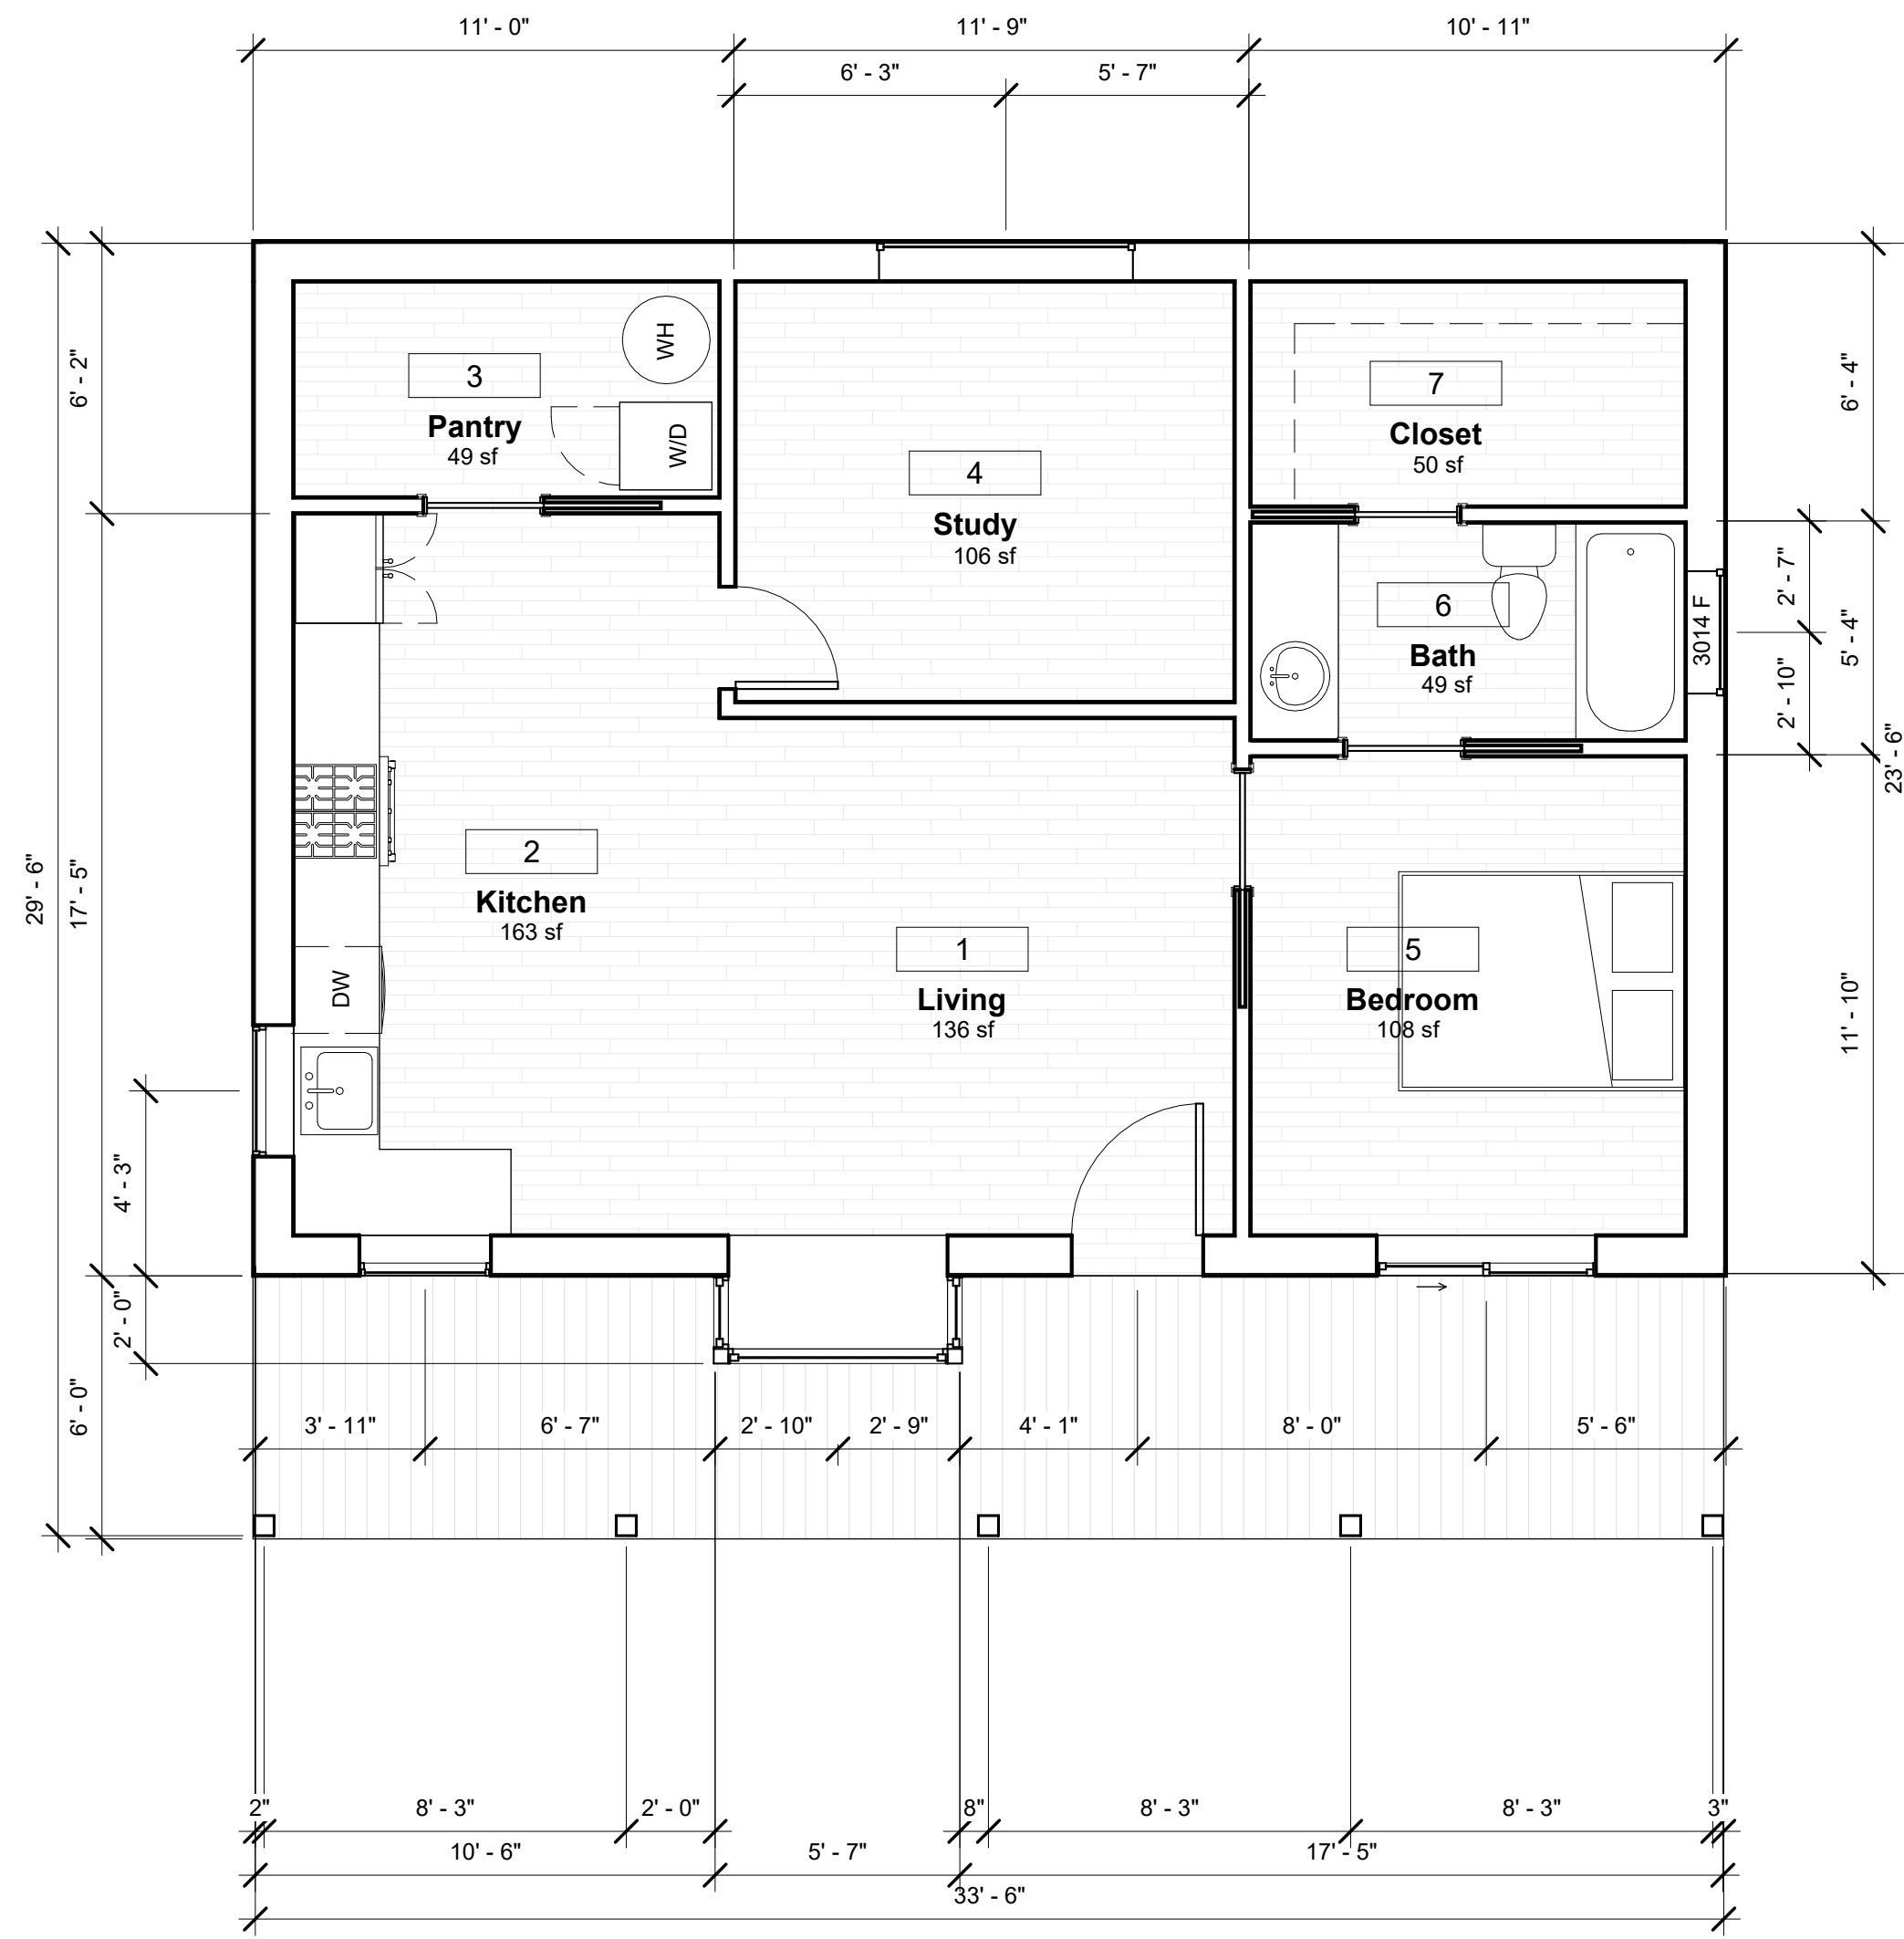 11' - 0"
11' - 9"
10' - 11"
6' - 3"
5' - 7"
3
Pantry
49 sf
WH
W/D
4
Study
106 sf
7
Closet
50 sf
6
Bath
49 sf
3014 F
2
Kitchen
163 sf
DW
1
Living
136 sf
5
Bedroom
108 sf
6' - 2"
29' - 6"
17' - 5"
4' - 3"
2' - 0"
6' - 0"
6' - 4"
2' - 7"
5' - 4"
2' - 10"
23' - 6"
11' - 10"
3' - 11"
6' - 7"
2' - 10"
2' - 9"
4' - 1"
8' - 0"
5' - 6"
2"
8' - 3"
2' - 0"
8"
8' - 3"
8' - 3"
3"
10' - 6"
5' - 7"
17' - 5"
33' - 6"